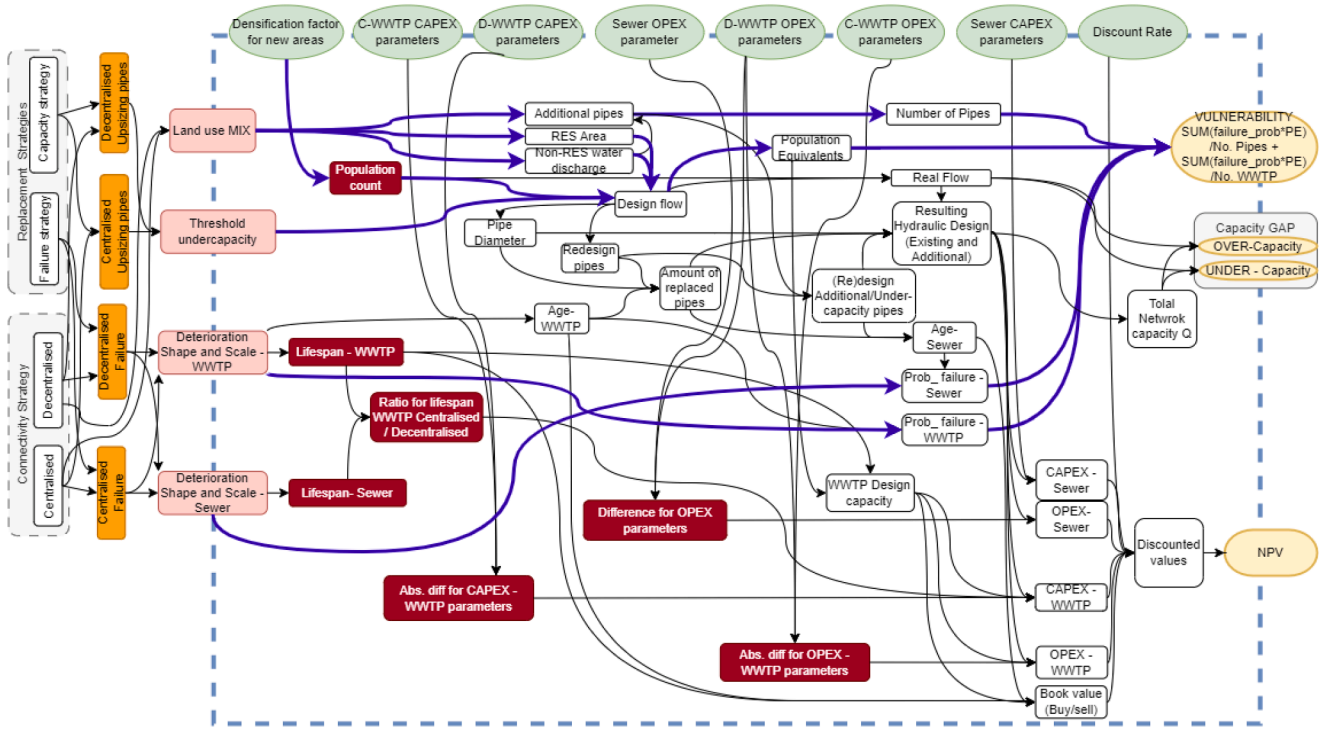 Densification factor
for new areas
C-WWTP CAPEX
parameters
D-WWTP CAPEX
parameters
Sewer OPEX
parameter
D-WWTP OPEX
parameters
C-WWTP OPEX
parameters
Sewer CAPEX
parameters
Discount Rate
Replacement Strategies
Capacity strategy
Failure strategy
Connectivity Strategy
Decentralised
Centralised
Decentralised
Upsizing pipes
Centralised
Upsizing pipes
Decentralised
Failure
Centralised
Failure
Land use MIX
Threshold
undercapacity
Deterioration
Shape and Scale -
WWTP
Deterioration
Shape and Scale -
Sewer
Population
count
Lifespan - WWTP
Ratio for lifespan
WWTP Centralised
/ Decentralised
Lifespan- Sewer
Abs. diff for CAPEX -
WWTP parameters
Additional pipes
RES Area
Non-RES water
discharge
Design flow
Pipe
Diameter
Redesign
pipes
Age-
WWTP
Amount of
replaced
pipes
Difference for OPEX
parameters
Abs. diff for OPEX -
WWTP parameters
Population
Equivalents
Number of Pipes
Real Flow
Resulting
Hydraulic Design
(Existing and
Additional)
(Re)design
Additional/Under-
capacity pipes
Age-
Sewer
Prob_ failure -
Sewer
Prob_ failure -
WWTP
WWTP Design
capacity
CAPEX -
Sewer
OPEX-
Sewer
CAPEX -
WWTP
OPEX -
WWTP
Book value
(Buy/sell)
Total
Netwrok
capacity Q
Discounted
values
VULNERABILITY
SUM(failure_prob*PE)
/No. Pipes +
SUM(failure_prob*PE)
/No. WWTP
Capacity GAP
OVER-Capacity
UNDER - Capacity
NPV